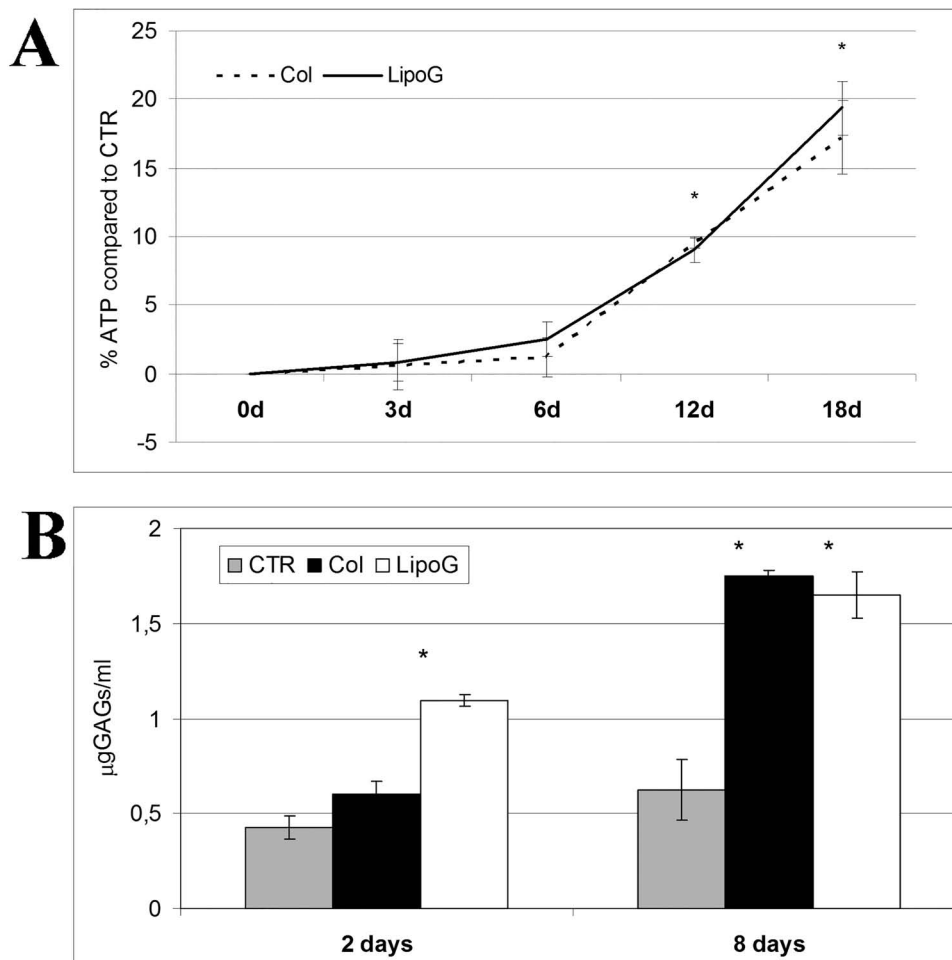 A
% ATP compared to CTR
25
20
15
10
5
0
-5
Col LipoG
*
*
0d 3d 6d 12d 18d
B
µgGAGs/ml
2
1,5
1
0,5
0
CTR Col LipoG
* *
*
2 days 8 days